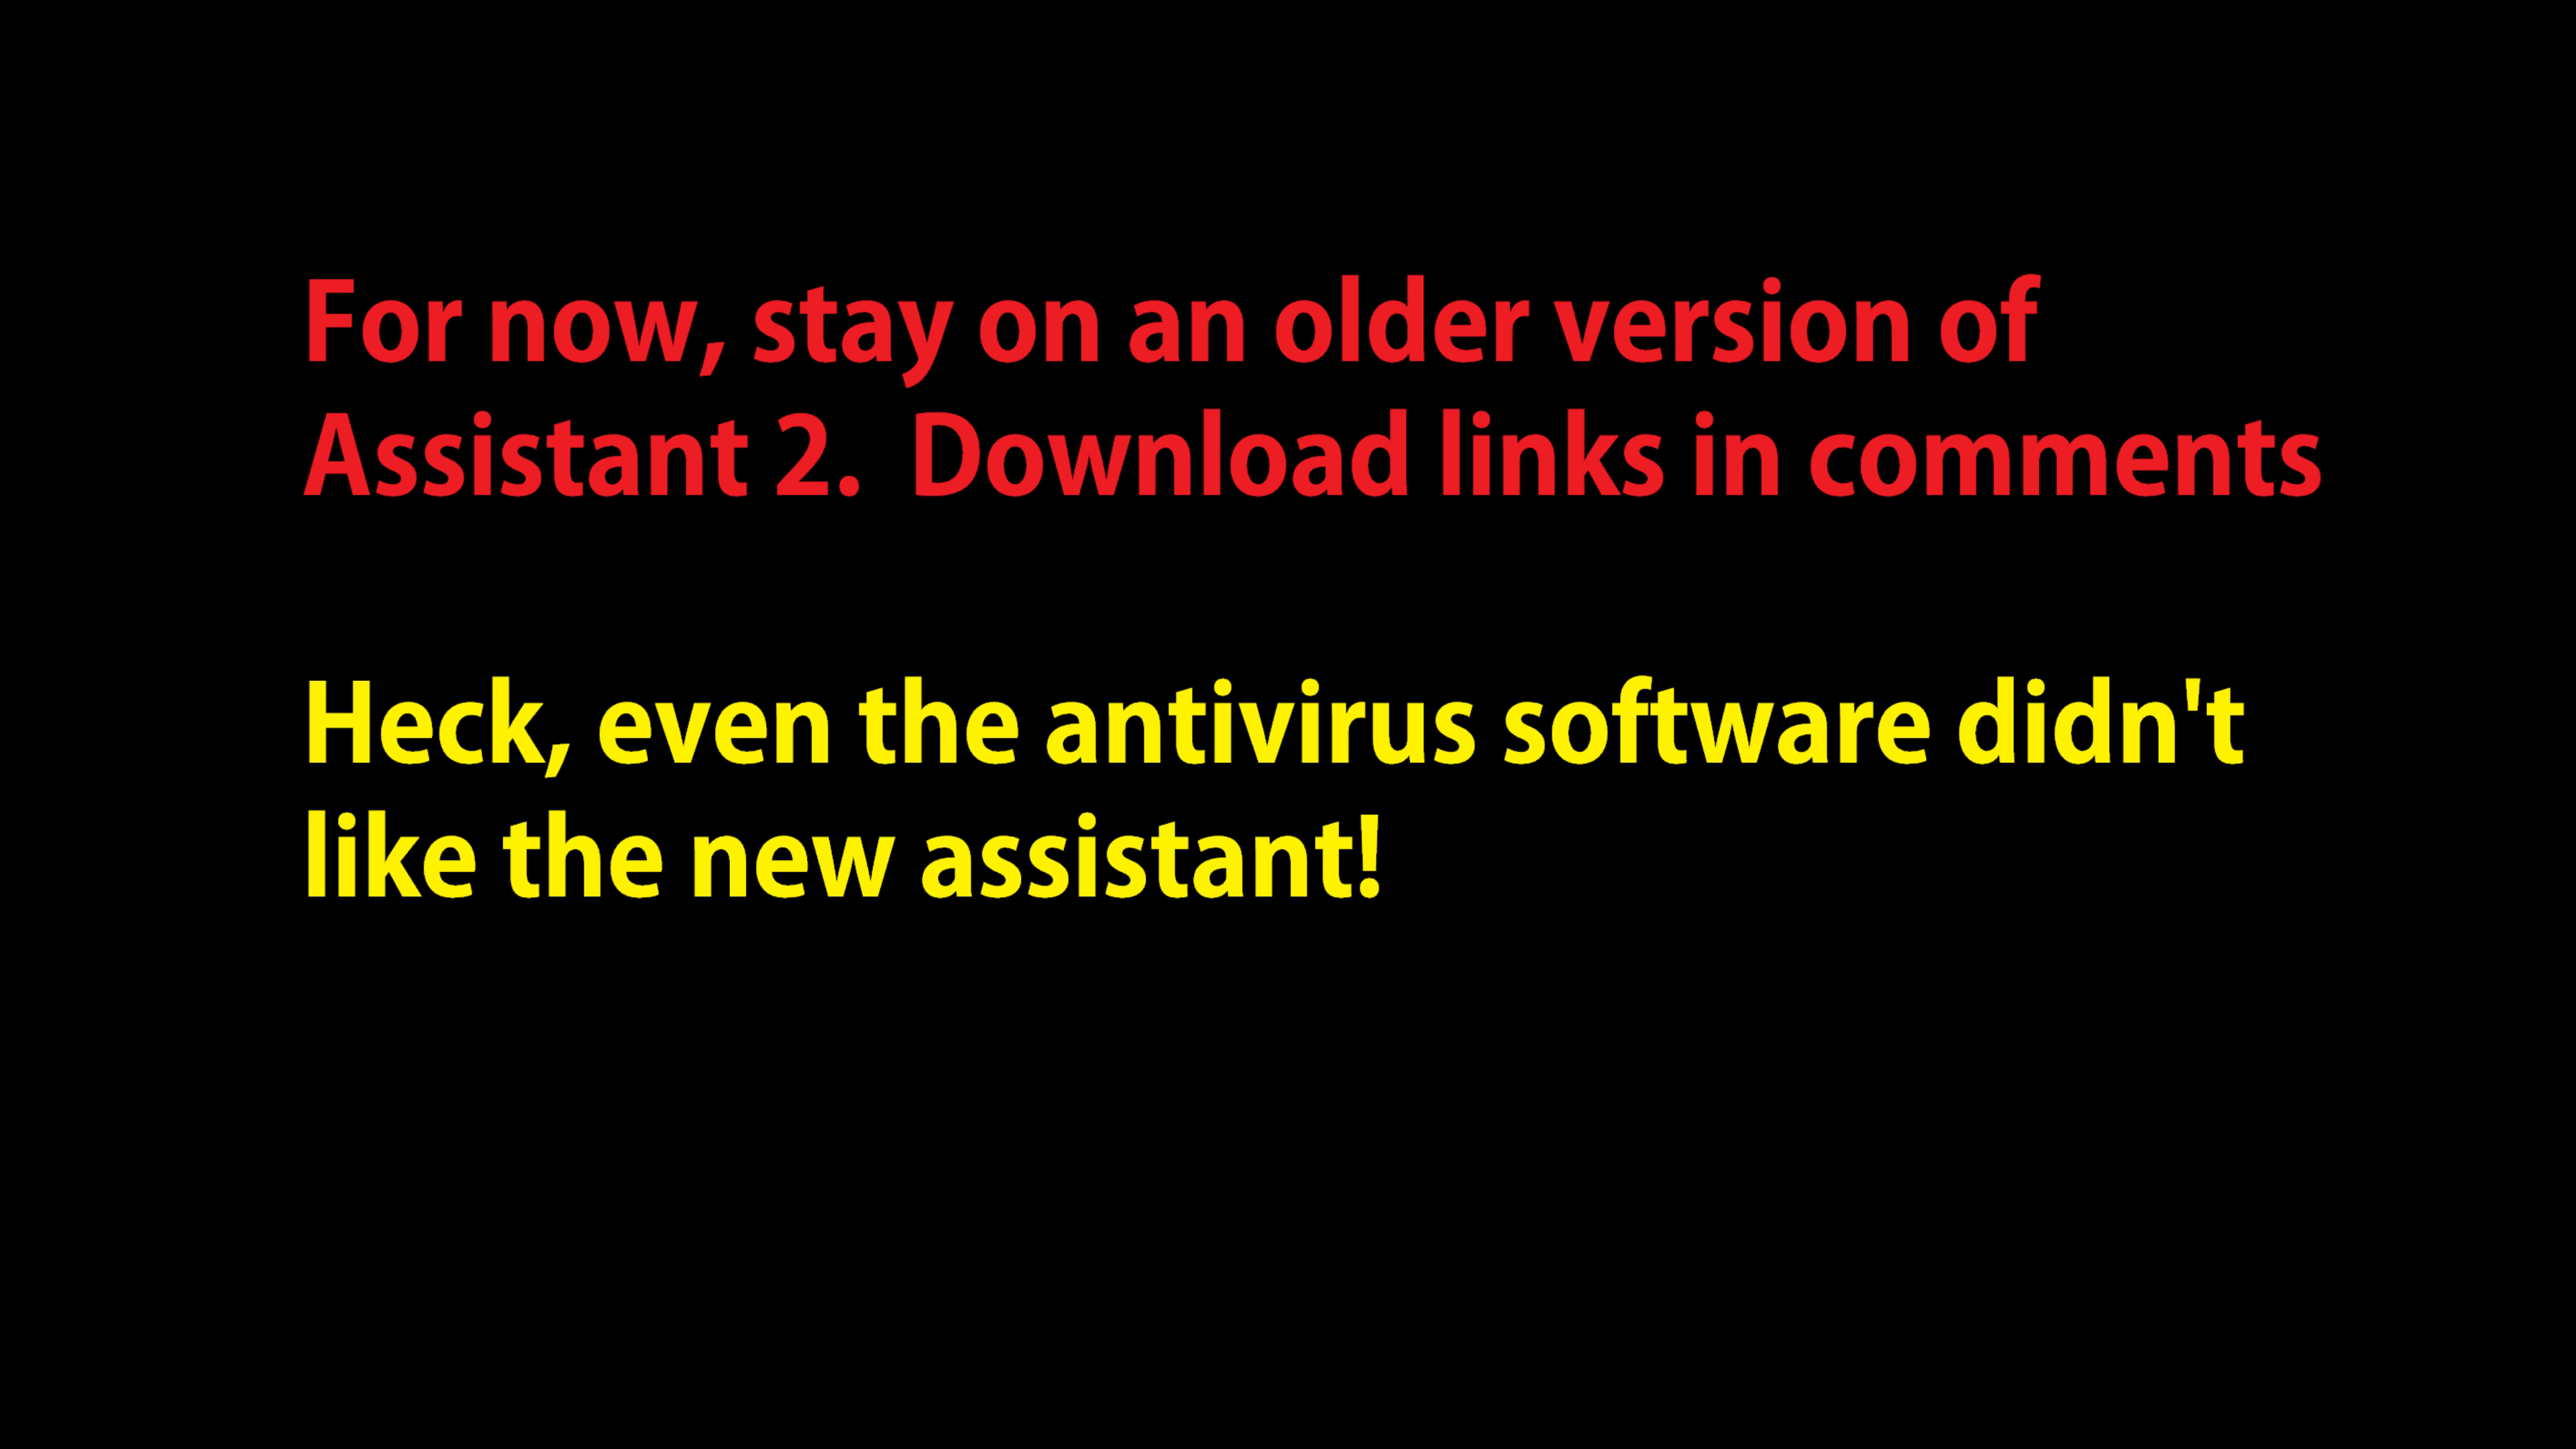 For now, stay on an older version of
Assistant 2.  Download links in comments
Heck, even the antivirus software didn't
like the new assistant!